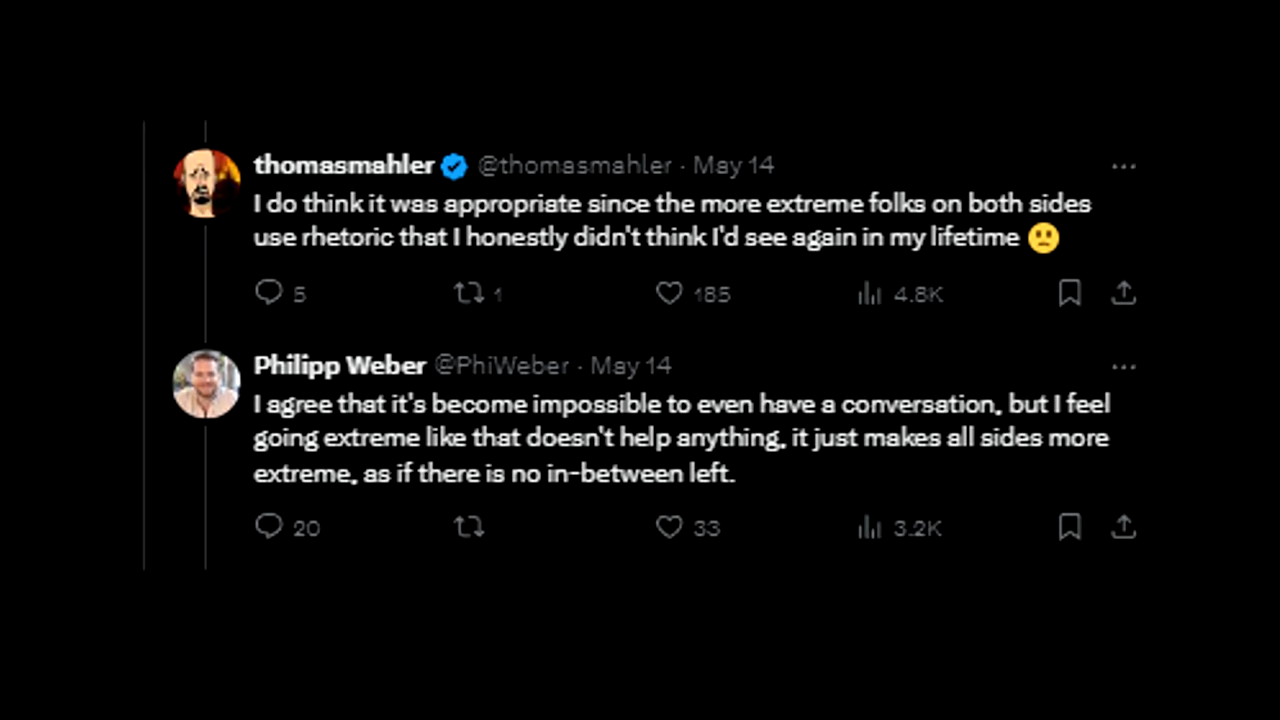 thomasmahler @thomasmahler · May 14
I do think it was appropriate since the more extreme folks on both sides
use rhetoric that I honestly didn't think I'd see again in my lifetime 🙁
5 1 185 4.8K
Philipp Weber @PhiWeber · May 14
I agree that it's become impossible to even have a conversation, but I feel
going extreme like that doesn't help anything, it just makes all sides more
extreme, as if there is no in-between left.
20 33 3.2K